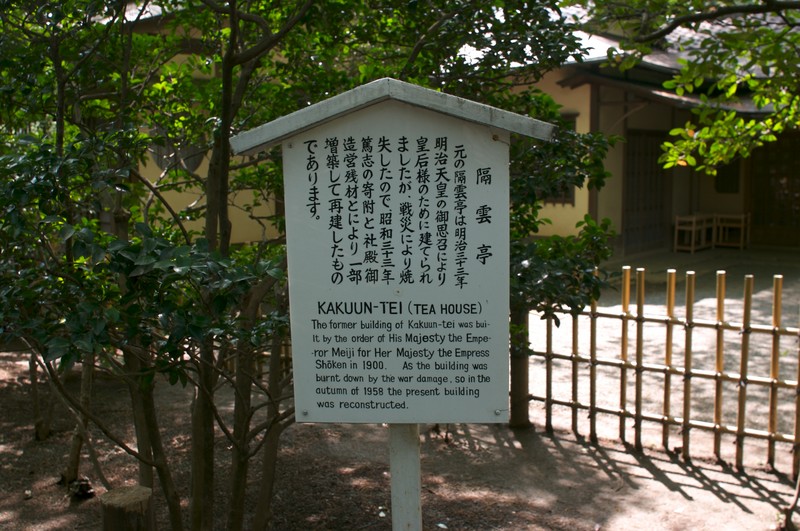 隔雲亭
元の隔雲亭は明治三十三年
明治天皇の御思召により
皇后様のために建てられ
ましたが、戦災により焼
失したので、昭和三十三年
篤志の寄附と社殿御
造営残材とにより一部
増築して再建したもの
であります。
KAKUUN-TEI (TEA HOUSE)
The former building of Kakuun-tei was bui-
lt by the order of His Majesty the Empe-
-ror Meiji for Her Majesty the Empress
Shōken in 1900. As the building was
burnt down by the war damage, so in the
autumn of 1958 the present building
was reconstructed.